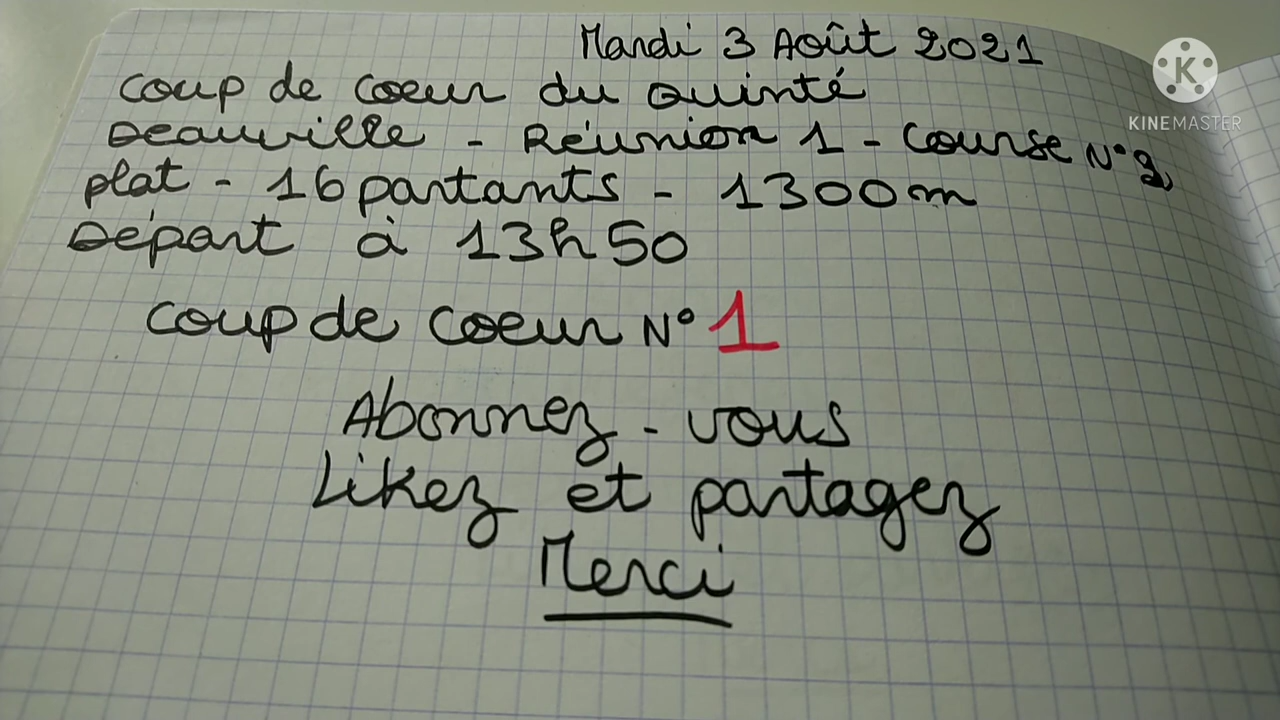 Mardi 3 Août 2021
coup de coeur du Quinté
Deauville - Réunion 1 - Course N°2
plat - 16 partants - 1300m
Départ à 13h50
coup de coeur N° 1
Abonnez-vous
Likez et partagez
Merci
K
KINEMASTER